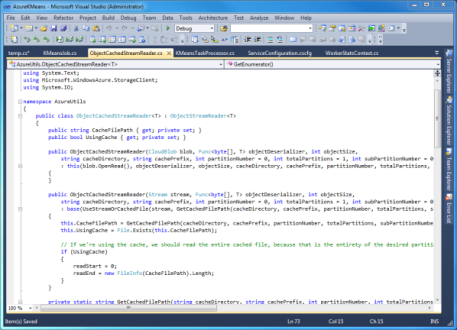 AzureKMeans - Microsoft Visual Studio (Administrator)
File Edit View Refactor Project Build Debug Team Data Tools Architecture Test Analyze Window Help
Debug
temp.cs* KMeansJob.cs ObjectCachedStreamReader.cs KMeansTaskProcessor.cs ServiceConfiguration.cscfg WorkerStatsContext.cs
AzureUtils.ObjectCachedStreamReader<T> GetEnumerator()
using System.Text;
using Microsoft.WindowsAzure.StorageClient;
using System.IO;
namespace AzureUtils
{
public class ObjectCachedStreamReader<T> : ObjectStreamReader<T>
{
public string CacheFilePath { get; private set; }
public bool UsingCache { get; private set; }
public ObjectCachedStreamReader(CloudBlob blob, Func<byte[], T> objectDeserializer, int objectSize,
string cacheDirectory, string cachePrefix, int partitionNumber = 0, int totalPartitions = 1, int subPartitionNumber = 0
: this(blob.OpenRead(), objectDeserializer, objectSize, cacheDirectory, cachePrefix, partitionNumber, totalPartitions,
{
}
public ObjectCachedStreamReader(Stream stream, Func<byte[], T> objectDeserializer, int objectSize,
string cacheDirectory, string cachePrefix, int partitionNumber = 0, int totalPartitions = 1, int subPartitionNumber = 0
: base(UseStreamOrCachedFile(stream, GetCachedFilePath(cacheDirectory, cachePrefix, partitionNumber, totalPartitions, s
{
this.CacheFilePath = GetCachedFilePath(cacheDirectory, cachePrefix, partitionNumber, totalPartitions, subPartitionNumbe
this.UsingCache = File.Exists(this.CacheFilePath);
// If we're using the cache, we should read the entire cached file, because that is the entirety of the desired partiti
if (UsingCache)
{
readStart = 0;
readEnd = new FileInfo(CacheFilePath).Length;
}
}
private static string GetCachedFilePath(string cacheDirectory, string cachePrefix, int partitionNumber, int totalPartitions
100 %
Item(s) Saved Ln 73 Col 15 Ch 15 INS
Server Explorer
Solution Explorer
Team Explorer
Error List